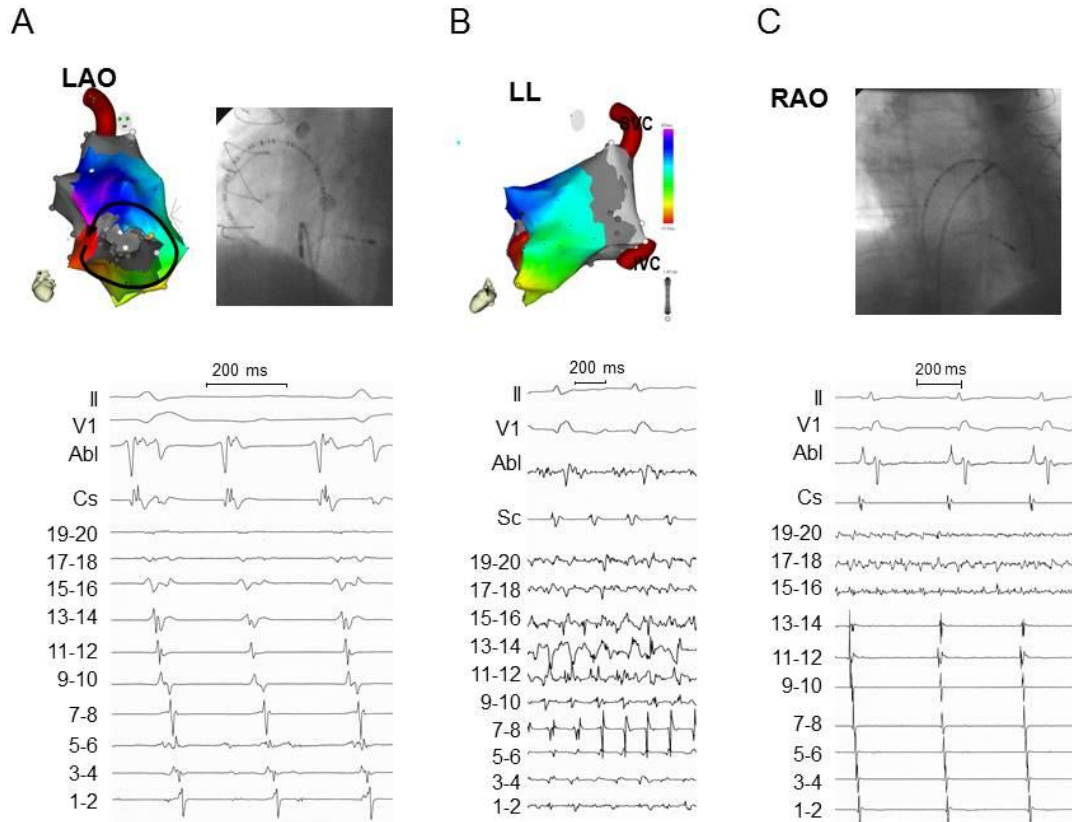 A
B
C
LAO
LL
RAO
SVC
IVC
200 ms
II
V1
Abl
Cs
19-20
17-18
15-16
13-14
11-12
9-10
7-8
5-6
3-4
1-2
200 ms
II
V1
Abl
Sc
19-20
17-18
15-16
13-14
11-12
9-10
7-8
5-6
3-4
1-2
200 ms
II
V1
Abl
Cs
19-20
17-18
15-16
13-14
11-12
9-10
7-8
5-6
3-4
1-2